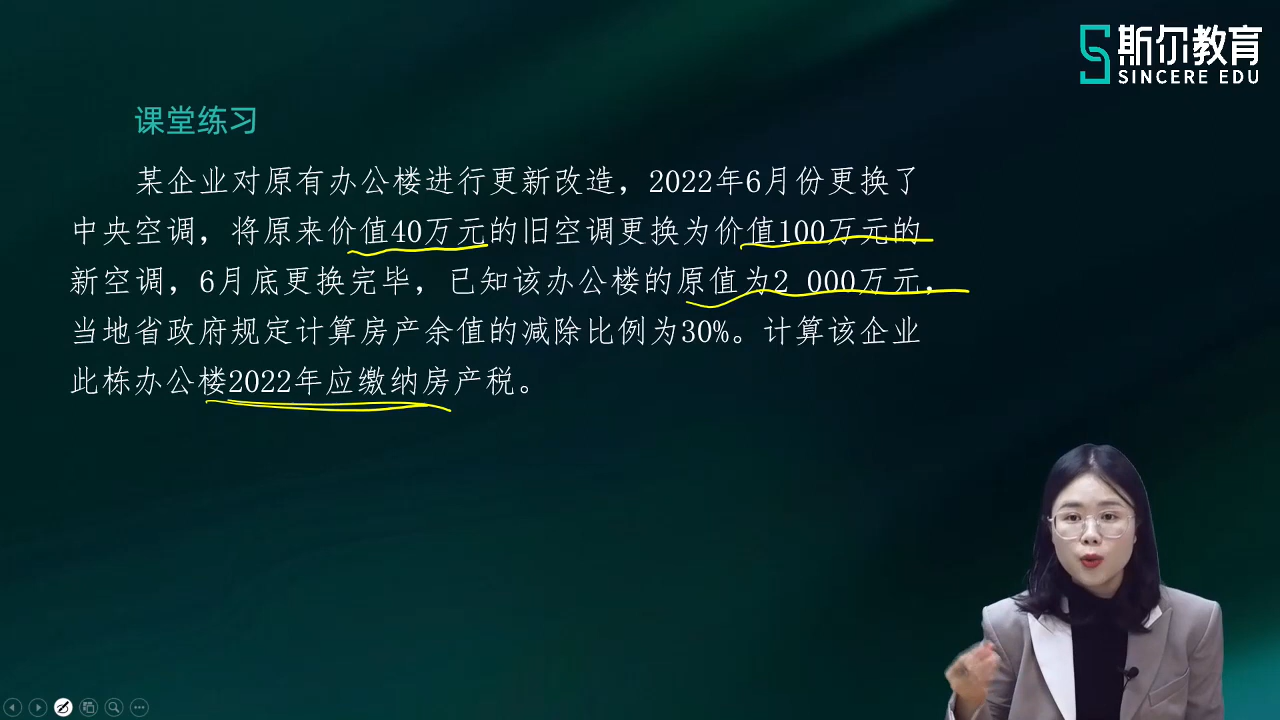 斯尔教育
SINCERE EDU
课堂练习
某企业对原有办公楼进行更新改造，2022年6月份更换了
中央空调，将原来价值40万元的旧空调更换为价值100万元的
新空调，6月底更换完毕，已知该办公楼的原值为2 000万元，
当地省政府规定计算房产余值的减除比例为30%。计算该企业
此栋办公楼2022年应缴纳房产税。